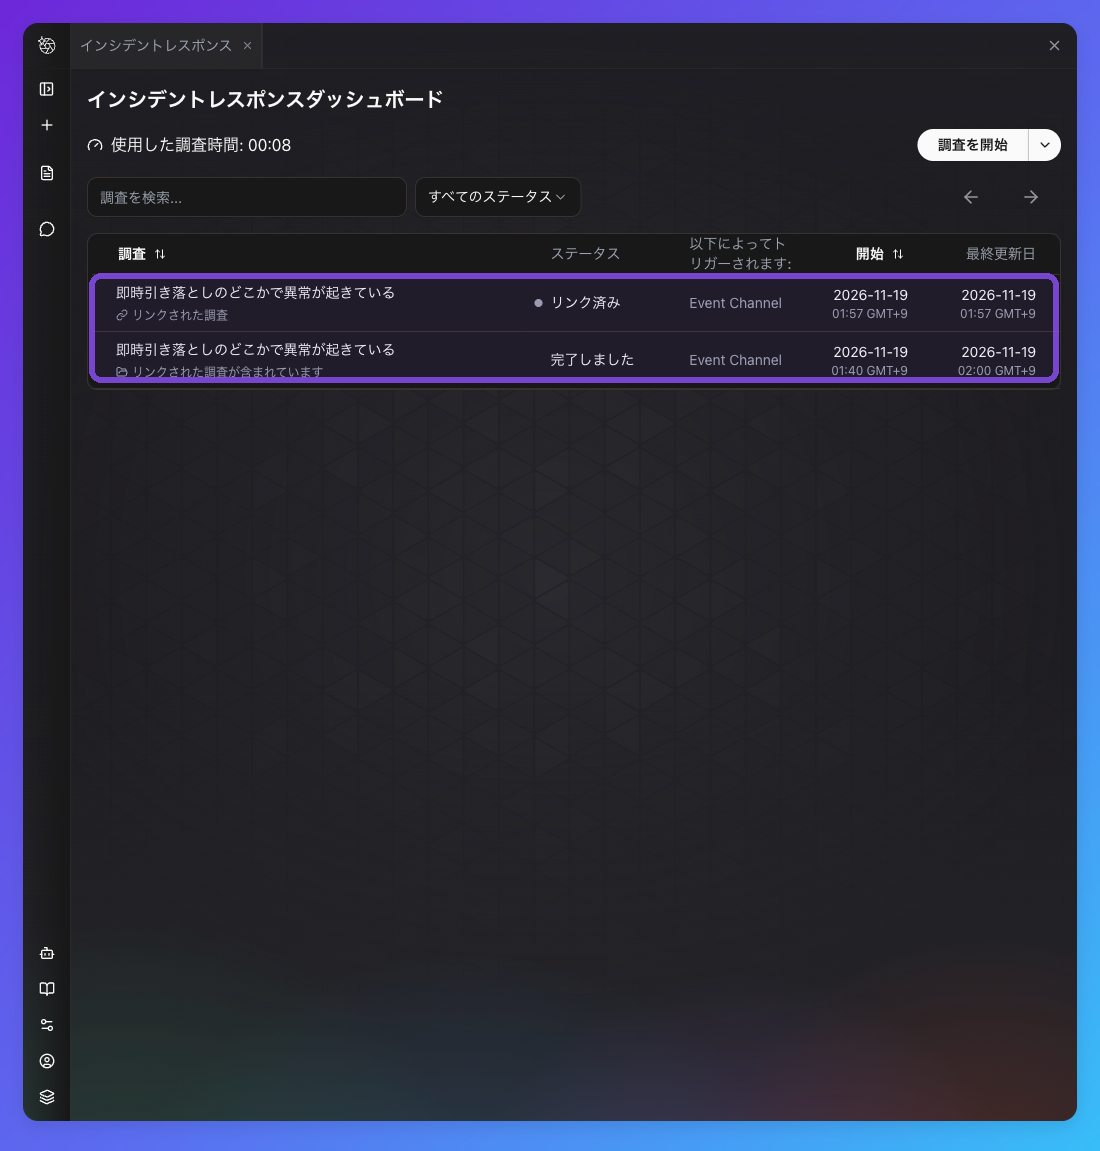 インシデントレスポンス
インシデントレスポンスダッシュボード
使用した調査時間: 00:08
調査を開始
調査を検索...
すべてのステータス
調査
ステータス
以下によってト
リガーされます:
開始
最終更新日
即時引き落としのどこかで異常が起きている
リンクされた調査
リンク済み
Event Channel
2026-11-19
01:57 GMT+9
2026-11-19
01:57 GMT+9
即時引き落としのどこかで異常が起きている
リンクされた調査が含まれています
完了しました
Event Channel
2026-11-19
01:40 GMT+9
2026-11-19
02:00 GMT+9